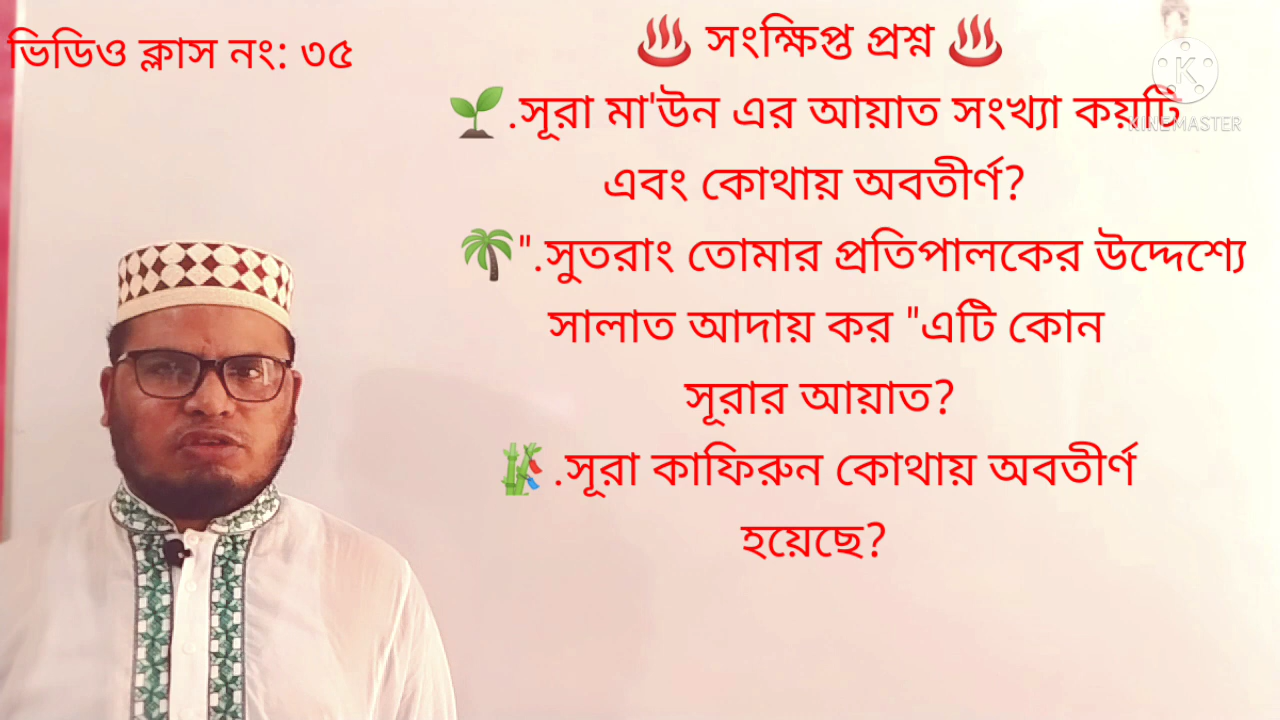 ভিডিও ক্লাস নং: ৩৫
♨️ সংক্ষিপ্ত প্রশ্ন ♨️
🌱.সূরা মা'উন এর আয়াত সংখ্যা কয়টি
এবং কোথায় অবতীর্ণ?
🌴".সুতরাং তোমার প্রতিপালকের উদ্দেশ্যে
সালাত আদায় কর "এটি কোন
সূরার আয়াত?
🎋.সূরা কাফিরুন কোথায় অবতীর্ণ
হয়েছে?
K
KINEMASTER